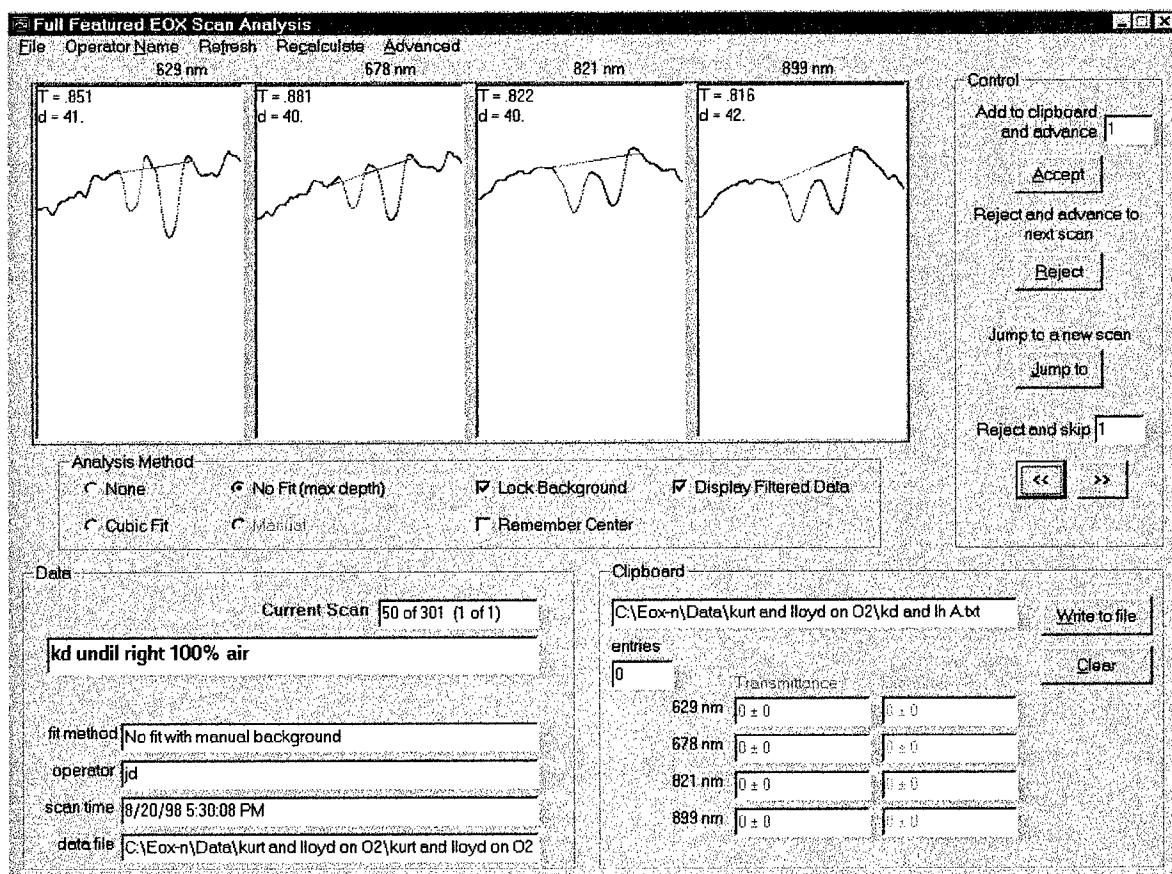 Full Featured EOX Scan Analysis
File Operator Name Refresh Recalculate Advanced
629 nm 678 nm 821 nm 899 nm
T = .851
d = 41.
T = .881
d = 40.
T = .822
d = 40.
T = .816
d = 42.
Control
Add to clipboard
and advance 1
Accept
Reject and advance to
next scan
Reject
Jump to a new scan
Jump to
Reject and skip 1
<< >>
Analysis Method
None No Fit (max depth) Lock Background Display Filtered Data
Cubic Fit Manual Remember Center
Data
Current Scan 50 of 301 (1 of 1)
kd undil right 100% air
fit method No fit with manual background
operator jd
scan time 8/20/98 5:30:08 PM
data file C:\Eox-n\Data\kurt and lloyd on O2\kurt and lloyd on O2
Clipboard
C:\Eox-n\Data\kurt and lloyd on O2\kd and lh A.txt
Write to file
entries
0
Clear
Transmittance
629 nm 0 ± 0 0 ± 0
678 nm 0 ± 0 0 ± 0
821 nm 0 ± 0 0 ± 0
899 nm 0 ± 0 0 ± 0